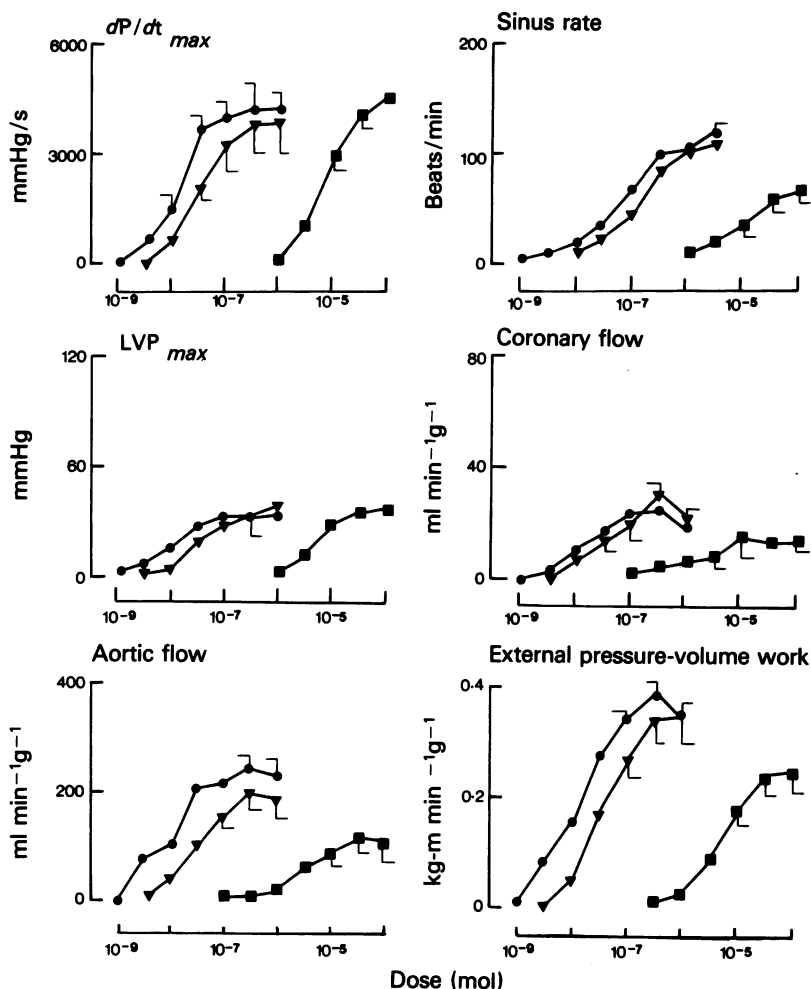 dP/dt max
6000
3000
0
mmHg/s
10⁻⁹ 10⁻⁷ 10⁻⁵
Sinus rate
200
100
0
Beats/min
10⁻⁹ 10⁻⁷ 10⁻⁵
LVP max
120
60
0
mmHg
10⁻⁹ 10⁻⁷ 10⁻⁵
Coronary flow
80
40
0
ml min⁻¹g⁻¹
10⁻⁹ 10⁻⁷ 10⁻⁵
Aortic flow
400
200
0
ml min⁻¹g⁻¹
10⁻⁹ 10⁻⁷ 10⁻⁵
External pressure-volume work
0·4
0·2
0
kg-m min⁻¹g⁻¹
10⁻⁹ 10⁻⁷ 10⁻⁵
Dose (mol)